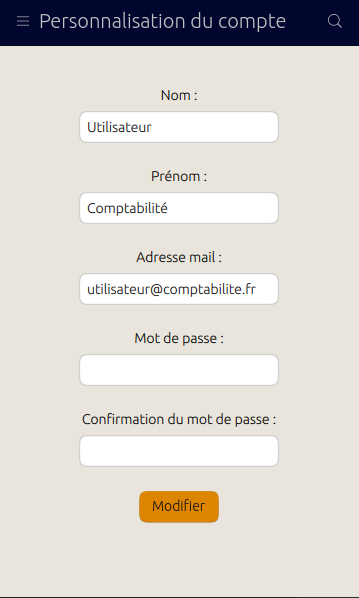 Personnalisation du compte
Nom :
Utilisateur
Prénom :
Comptabilité
Adresse mail :
utilisateur@comptabilite.fr
Mot de passe :
Confirmation du mot de passe :
Modifier